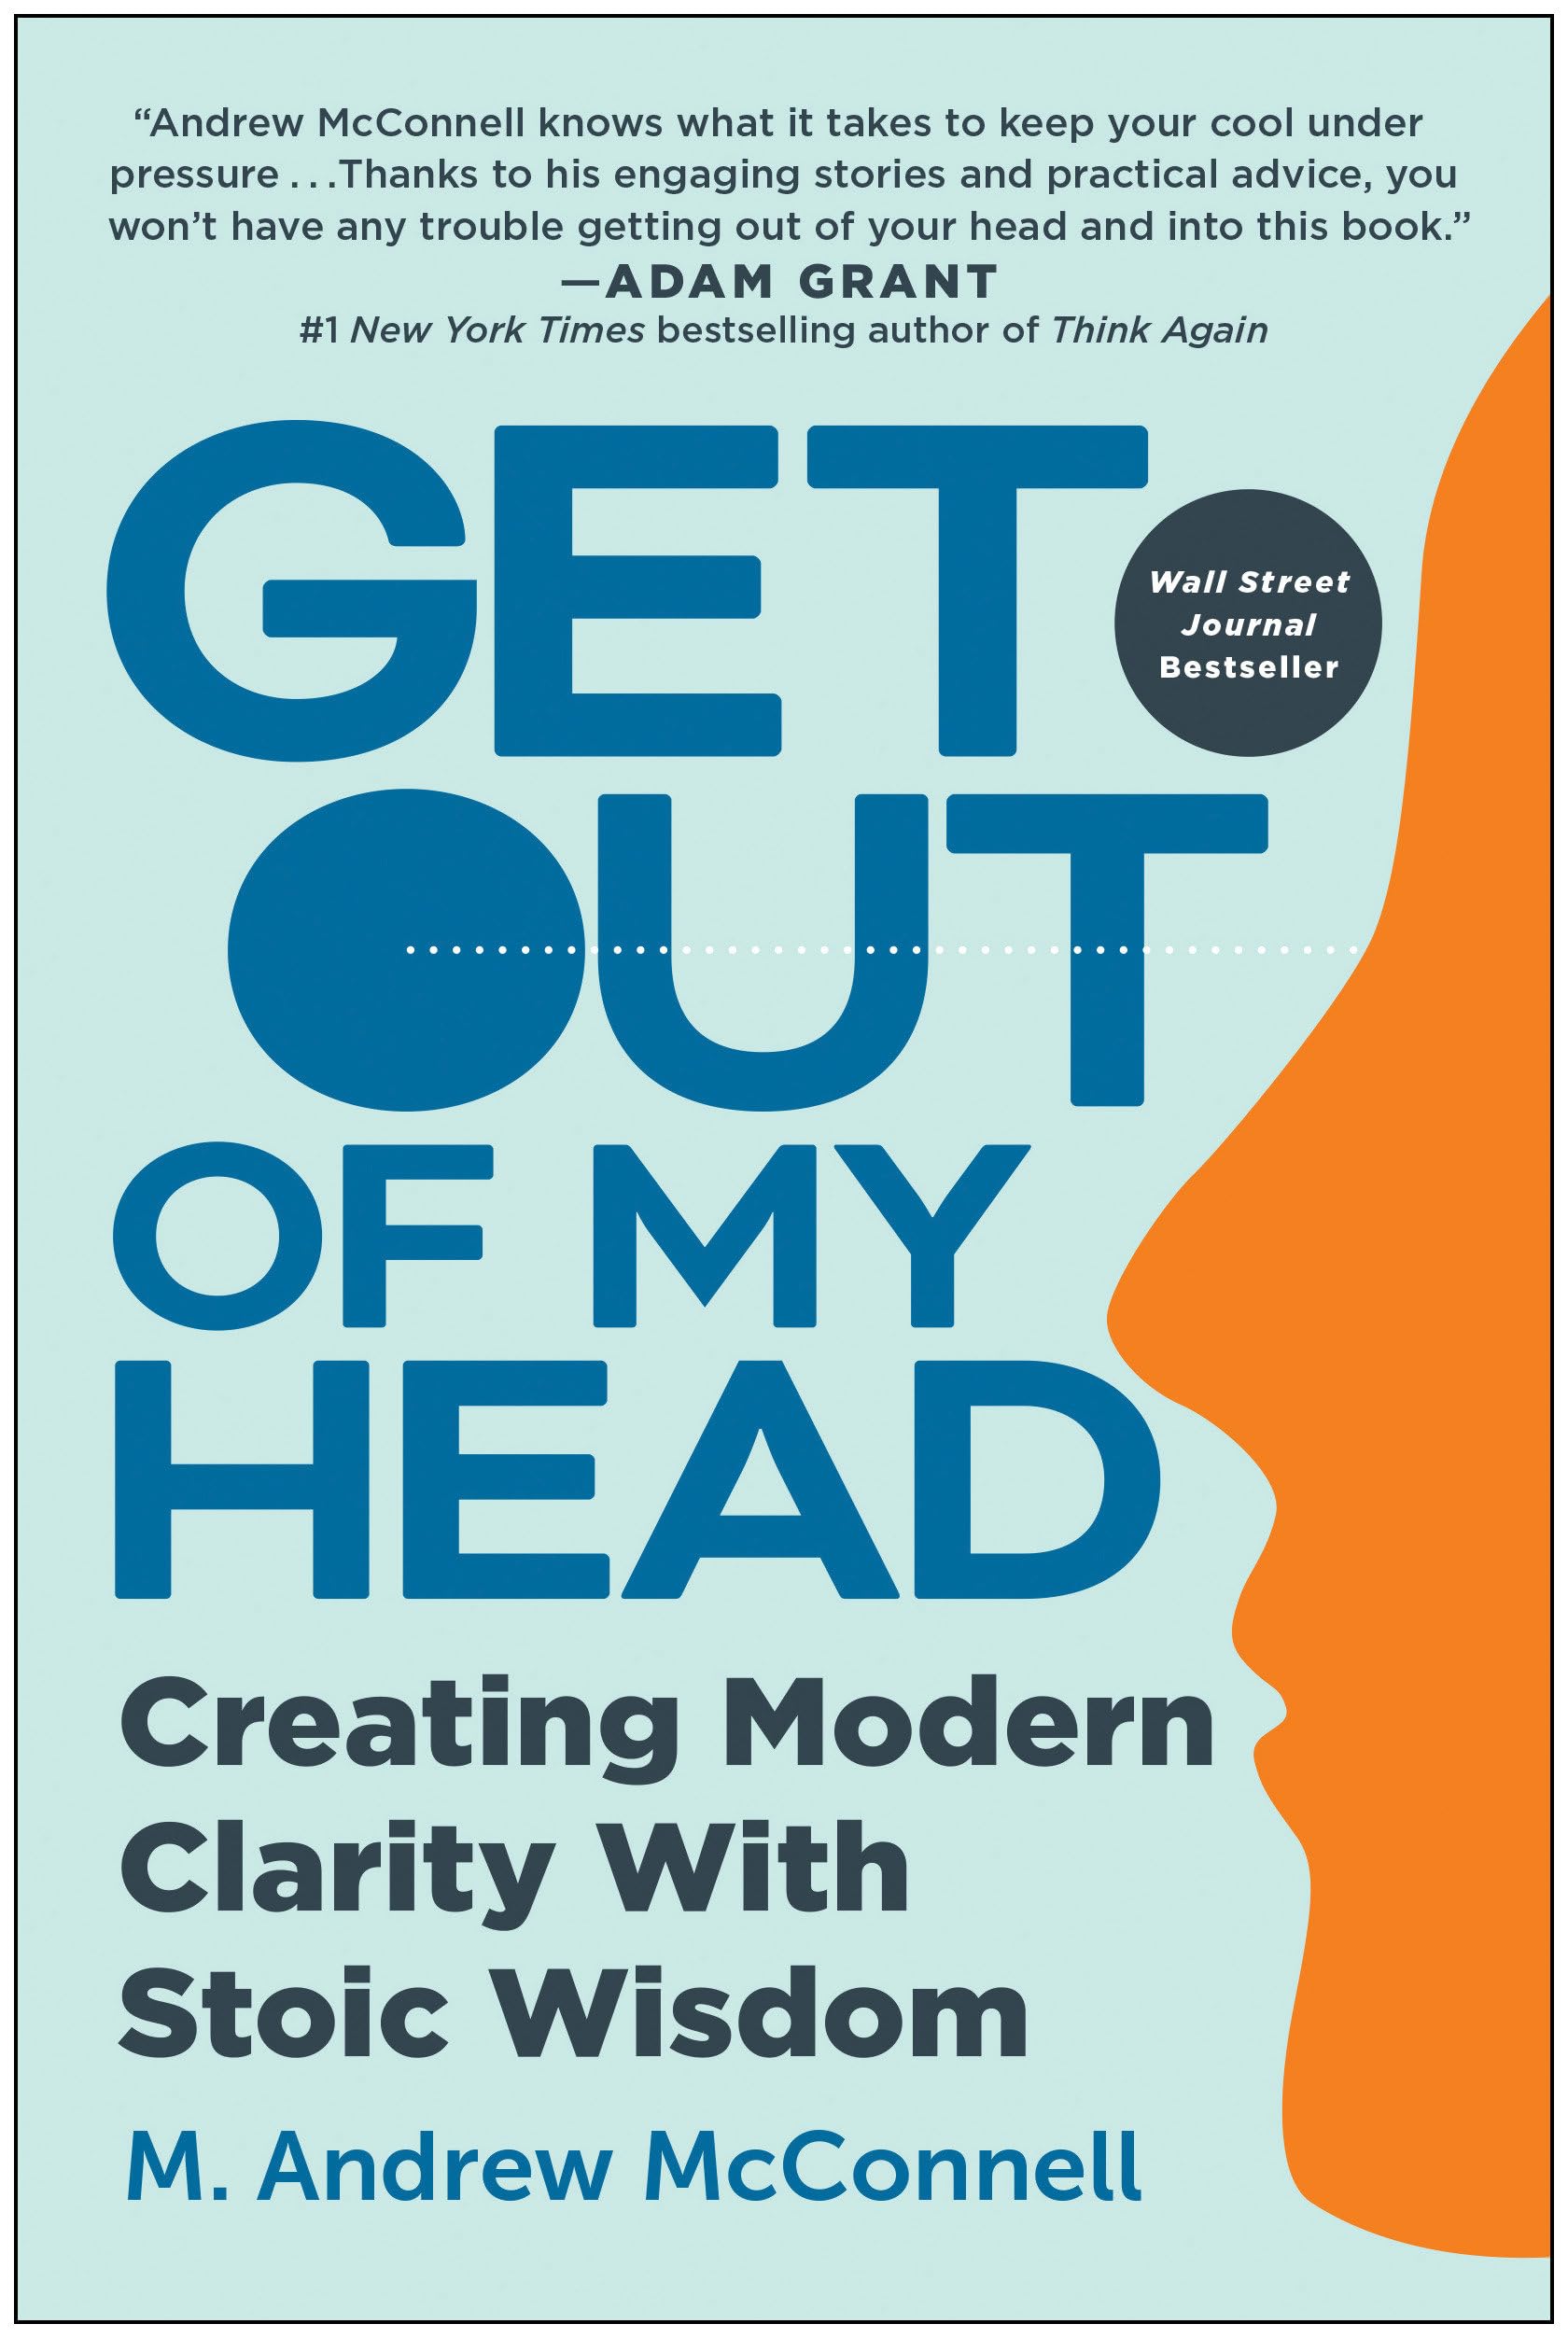 “Andrew McConnell knows what it takes to keep your cool under
pressure . . .Thanks to his engaging stories and practical advice, you
won’t have any trouble getting out of your head and into this book.”
—ADAM GRANT
#1 New York Times bestselling author of Think Again
GET
Wall Street
Journal
Bestseller
OUT
OF MY
HEAD
Creating Modern
Clarity With
Stoic Wisdom
M. Andrew McConnell